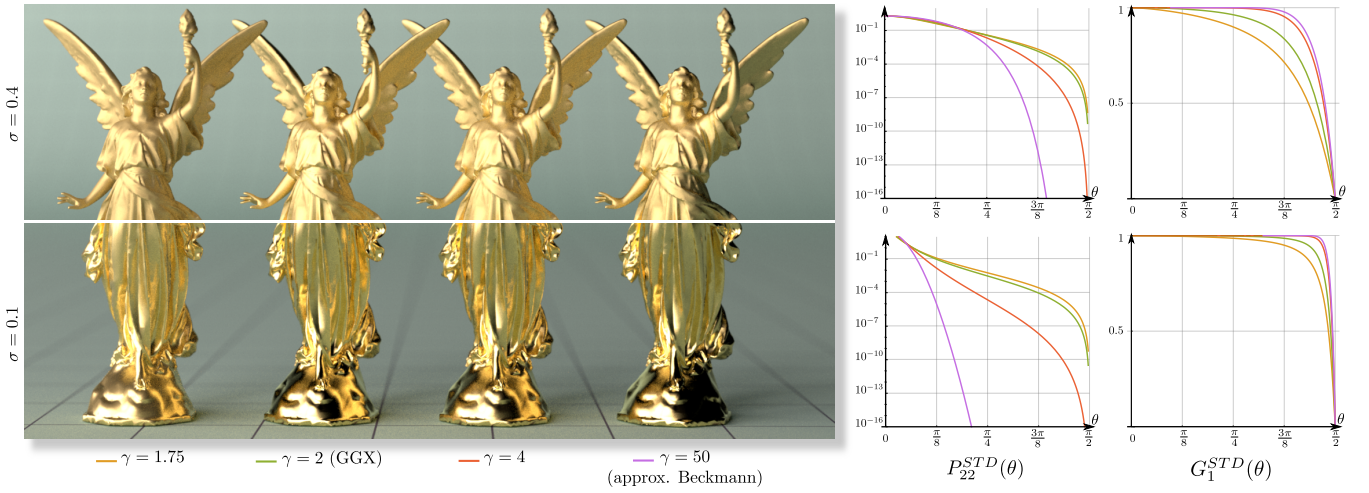 σ = 0.4
σ = 0.1
γ = 1.75
γ = 2 (GGX)
γ = 4
γ = 50
(approx. Beckmann)
10⁻¹
10⁻⁴
10⁻⁷
10⁻¹⁰
10⁻¹³
10⁻¹⁶
0 π/8 π/4 3π/8 π/2
θ
1
0.5
0 π/8 π/4 3π/8 π/2
θ
10⁻¹
10⁻⁴
10⁻⁷
10⁻¹⁰
10⁻¹³
10⁻¹⁶
0 π/8 π/4 3π/8 π/2
θ
1
0.5
0 π/8 π/4 3π/8 π/2
θ
P₂₂^{STD}(θ)
G₁^{STD}(θ)